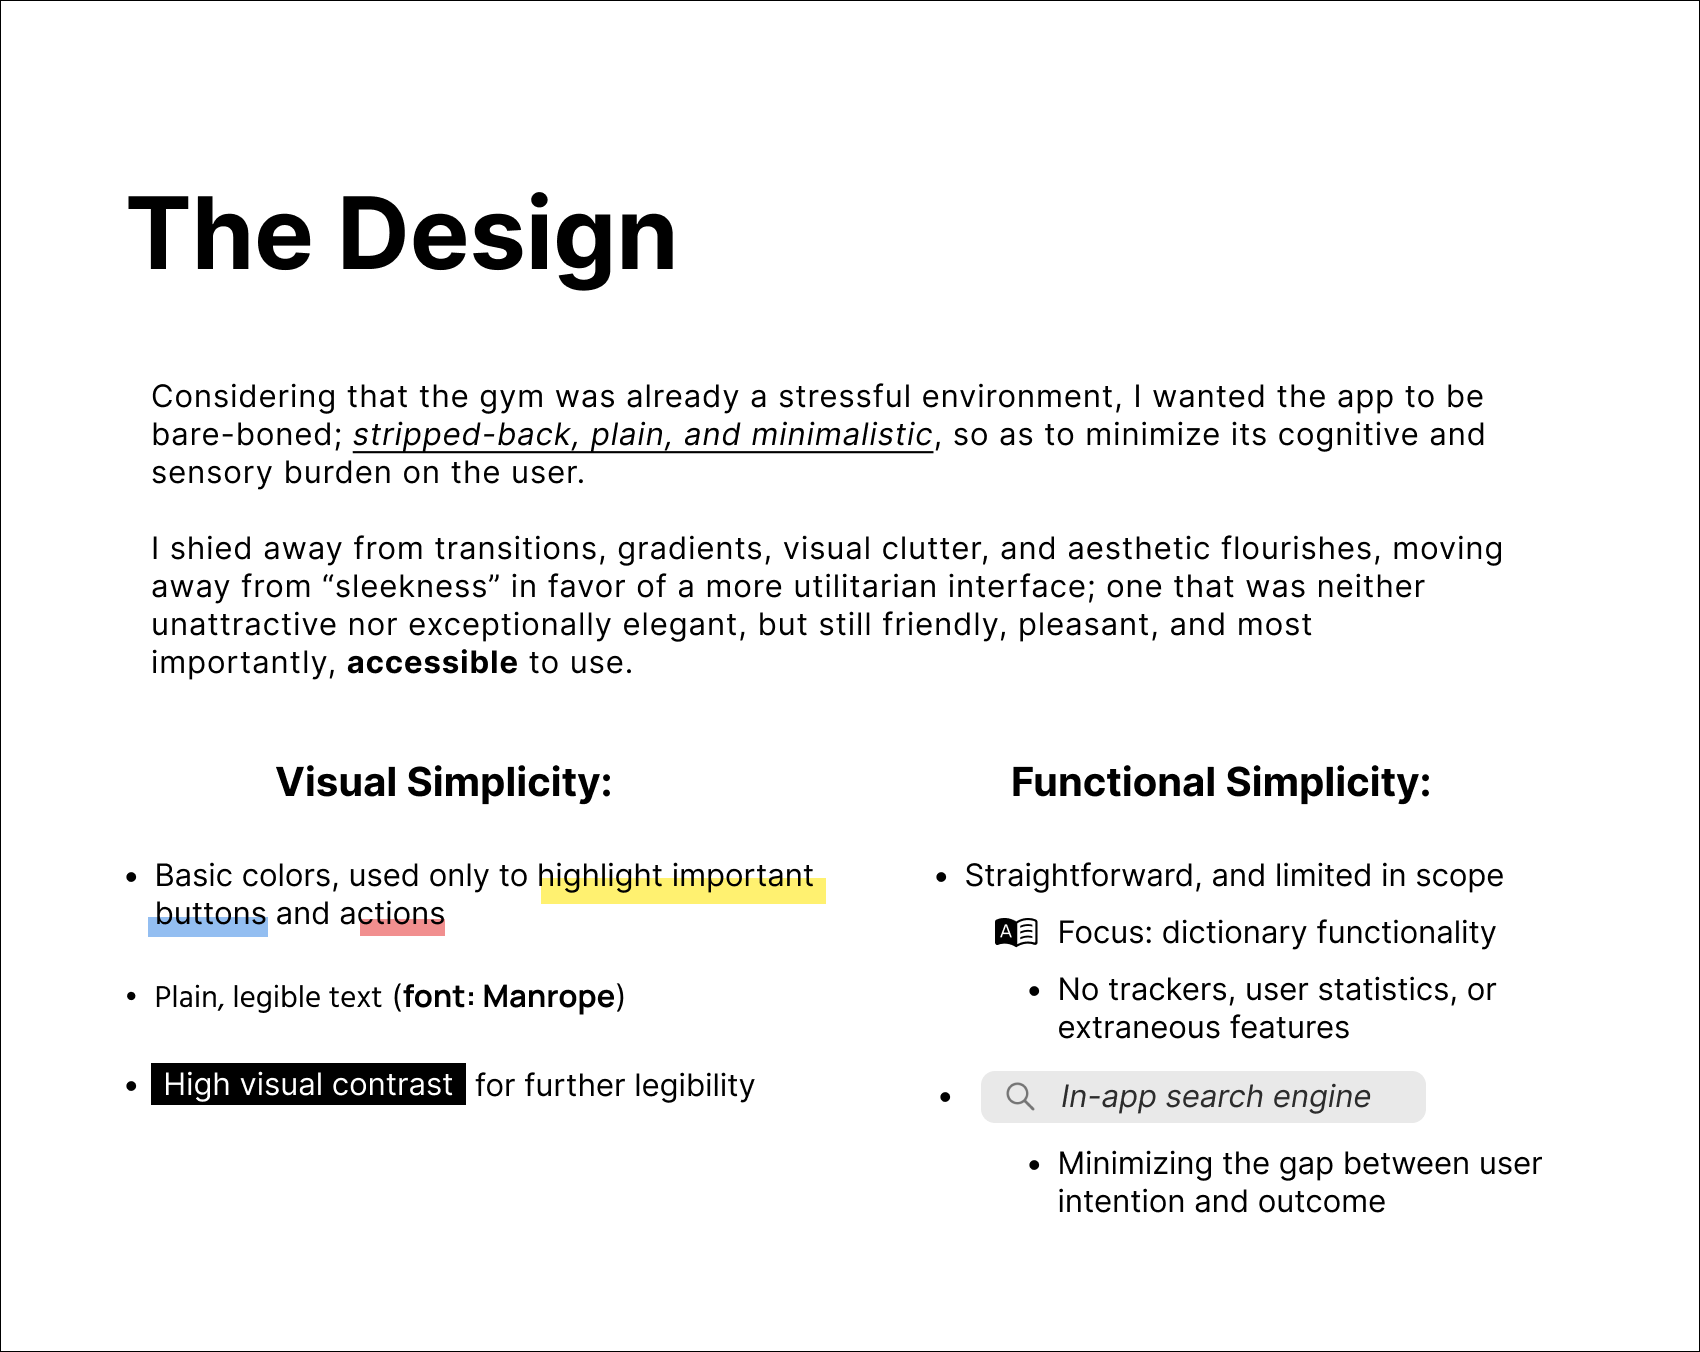 The Design
Considering that the gym was already a stressful environment, I wanted the app to be
bare-boned; stripped-back, plain, and minimalistic, so as to minimize its cognitive and
sensory burden on the user.
I shied away from transitions, gradients, visual clutter, and aesthetic flourishes, moving
away from “sleekness” in favor of a more utilitarian interface; one that was neither
unattractive nor exceptionally elegant, but still friendly, pleasant, and most
importantly, accessible to use.
Visual Simplicity:
• Basic colors, used only to highlight important
buttons and actions
• Plain, legible text (font: Manrope)
• High visual contrast for further legibility
Functional Simplicity:
• Straightforward, and limited in scope
A Focus: dictionary functionality
• No trackers, user statistics, or
extraneous features
• In-app search engine
• Minimizing the gap between user
intention and outcome